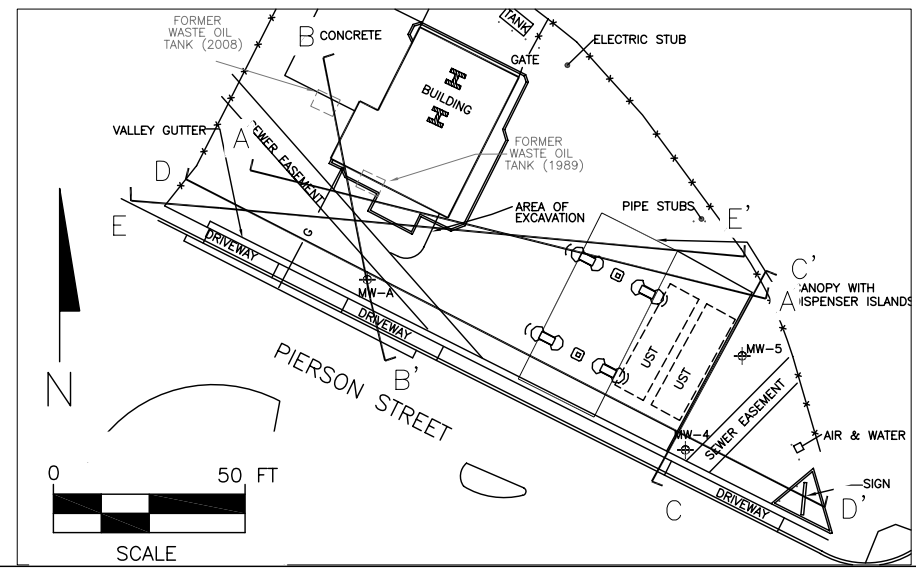 FORMER
WASTE OIL
TANK (2008)
B
CONCRETE
TANK
ELECTRIC STUB
GATE
BUILDING
VALLEY GUTTER
A
SEWER EASEMENT
FORMER
WASTE OIL
TANK (1989)
D
AREA OF
EXCAVATION
PIPE STUBS
E'
E
G
DRIVEWAY
C'
CANOPY WITH
DISPENSER ISLANDS
A
MW-A
DRIVEWAY
UST
UST
MW-5
PIERSON STREET
B'
SEWER EASEMENT
N
MW-4
AIR & WATER
0 50 FT
SIGN
C
DRIVEWAY
D'
SCALE